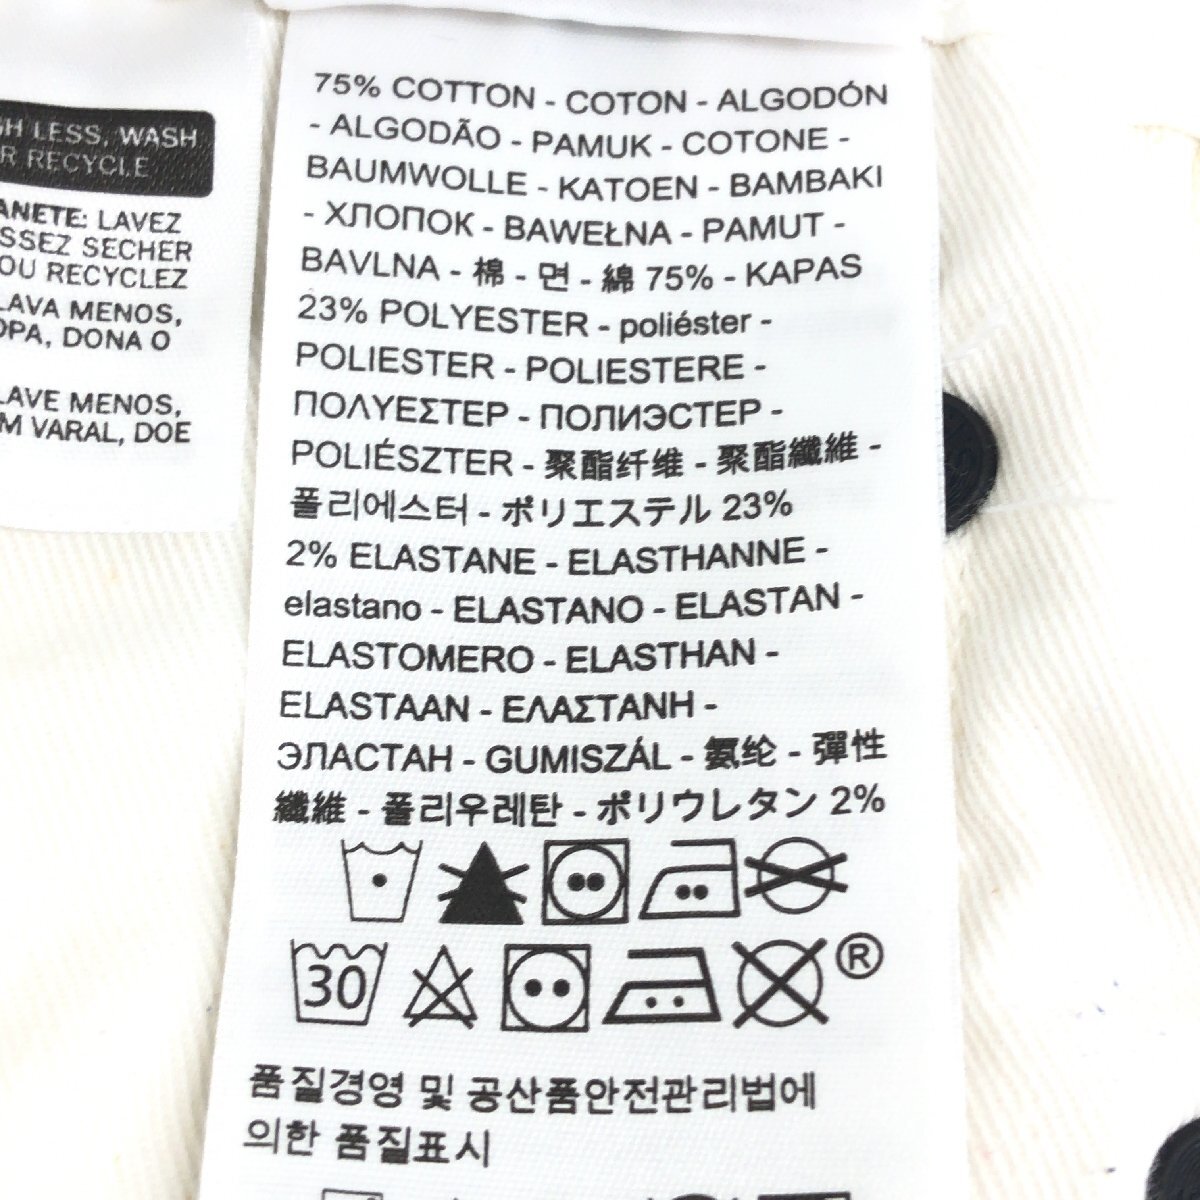 GH LESS, WASH
R RECYCLE
ANETE: LAVEZ
SSEZ SECHER
OU RECYCLEZ
LAVA MENOS,
OPA, DONA O
LAVE MENOS,
M VARAL, DOE
75% COTTON - COTON - ALGODÓN
- ALGODÃO - PAMUK - COTONE -
BAUMWOLLE - KATOEN - BAMBAKI
- ХЛОПОК - BAWEŁNA - PAMUT -
BAVLNA - 棉 - 면 - 綿 75% - KAPAS
23% POLYESTER - poliéster -
POLIESTER - POLIESTERE -
ΠΟΛΥΕΣΤΕΡ - ПОЛИЭСТЕР -
POLIÉSZTER - 聚酯纤维 - 聚酯纖維 -
폴리에스터 - ポリエステル 23%
2% ELASTANE - ELASTHANNE -
elastano - ELASTANO - ELASTAN -
ELASTOMERO - ELASTHAN -
ELASTAAN - ΕΛΑΣΤΑΝΗ -
ЭЛАСТАН - GUMISZÁL - 氨纶 - 彈性
纖維 - 폴리우레탄 - ポリウレタン 2%
30 ®
품질경영 및 공산품안전관리법에
의한 품질표시